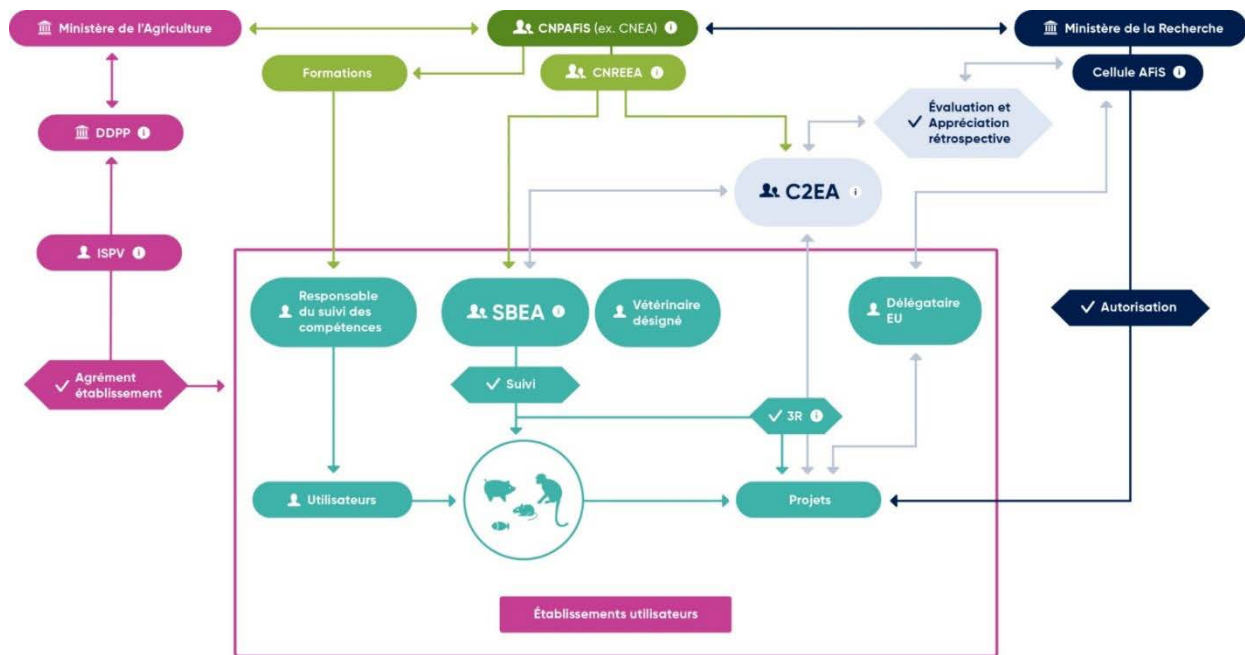 Ministère de l'Agriculture
CNPAFiS (ex. CNEA) i
Ministère de la Recherche
Formations
CNREEA i
Cellule AFiS i
Évaluation et
Appréciation
rétrospective
DDPP i
C2EA i
ISPV i
Responsable
du suivi des
compétences
SBEA i
Vétérinaire
désigné
Délégataire
EU
Autorisation
Agrément
établissement
Suivi
3R i
Utilisateurs
Projets
Établissements utilisateurs